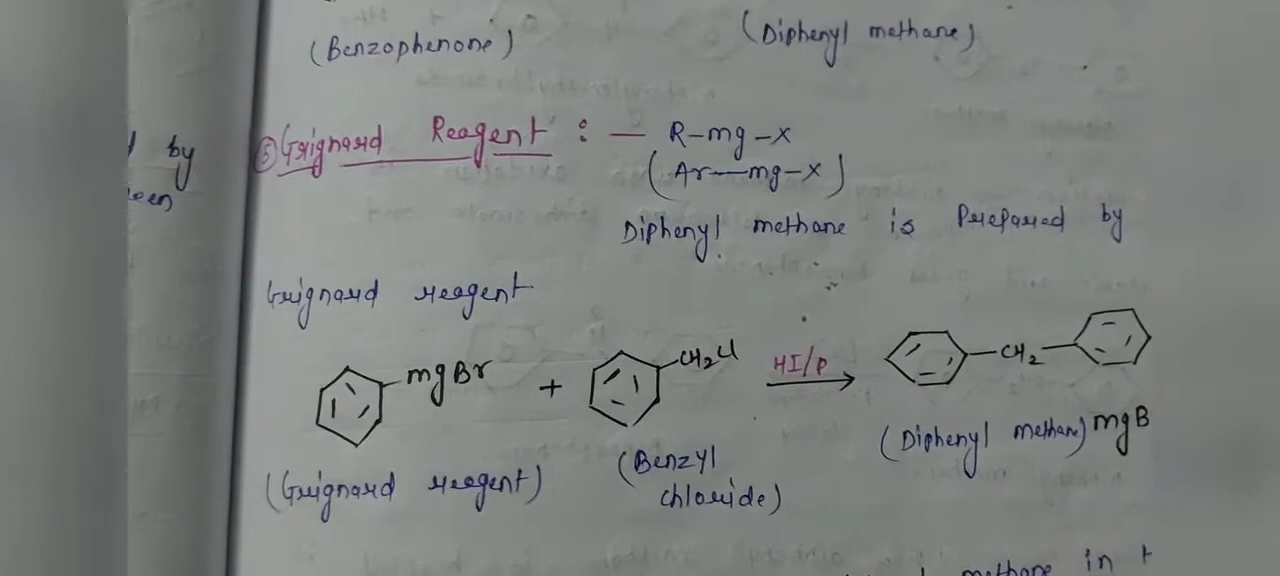 (Benzophenone)
(Diphenyl methane)
by
een
⑤ Grignard Reagent : — R-mg-X
(Ar—mg-X)
Diphenyl methane is Prepared by
Grignard reagent
mgBr + CH2Cl HI/P CH2
(Diphenyl methane) mgB
(Grignard reagent) (Benzyl
chloride)
methane in t